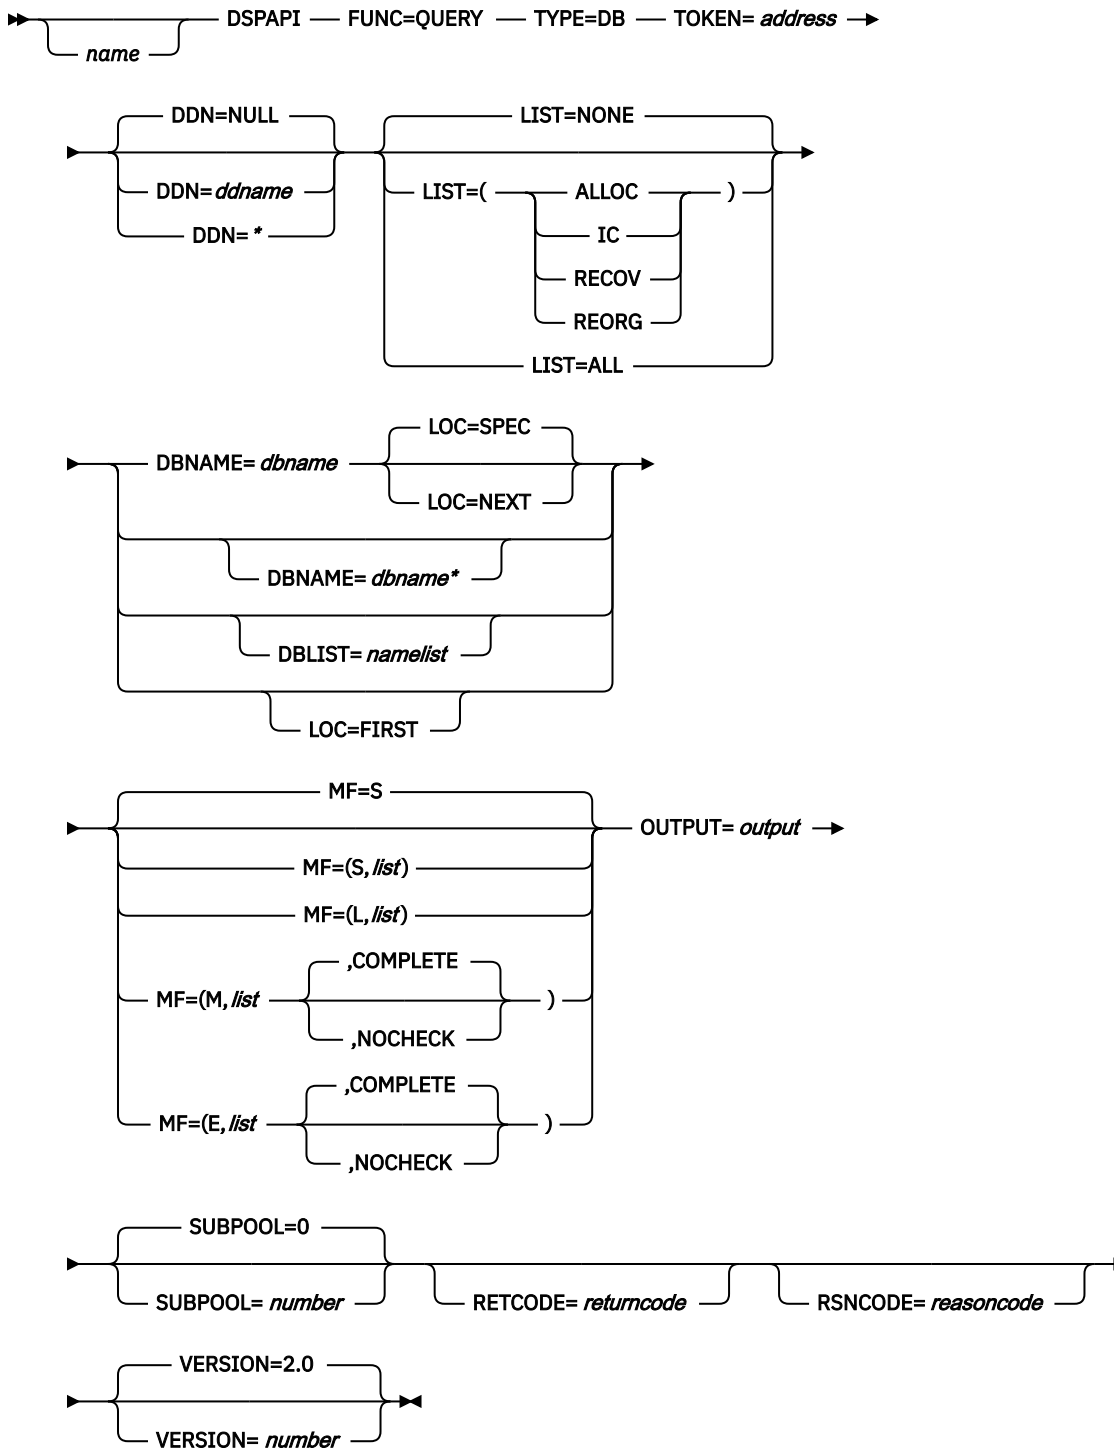 DSPAPI FUNC=QUERY TYPE=DB TOKEN= address
name
DDN=NULL LIST=NONE
DDN= ddname LIST=( ALLOC )
DDN= * IC
RECOV
REORG
LIST=ALL
LOC=SPEC
DBNAME= dbname
LOC=NEXT
DBNAME= dbname*
DBLIST= namelist
LOC=FIRST
MF=S
OUTPUT= output
MF=(S, list )
MF=(L, list )
,COMPLETE
MF=(M, list )
,NOCHECK
,COMPLETE
MF=(E, list )
,NOCHECK
SUBPOOL=0
SUBPOOL= number RETCODE= returncode RSNCODE= reasoncode
VERSION=2.0
VERSION= number